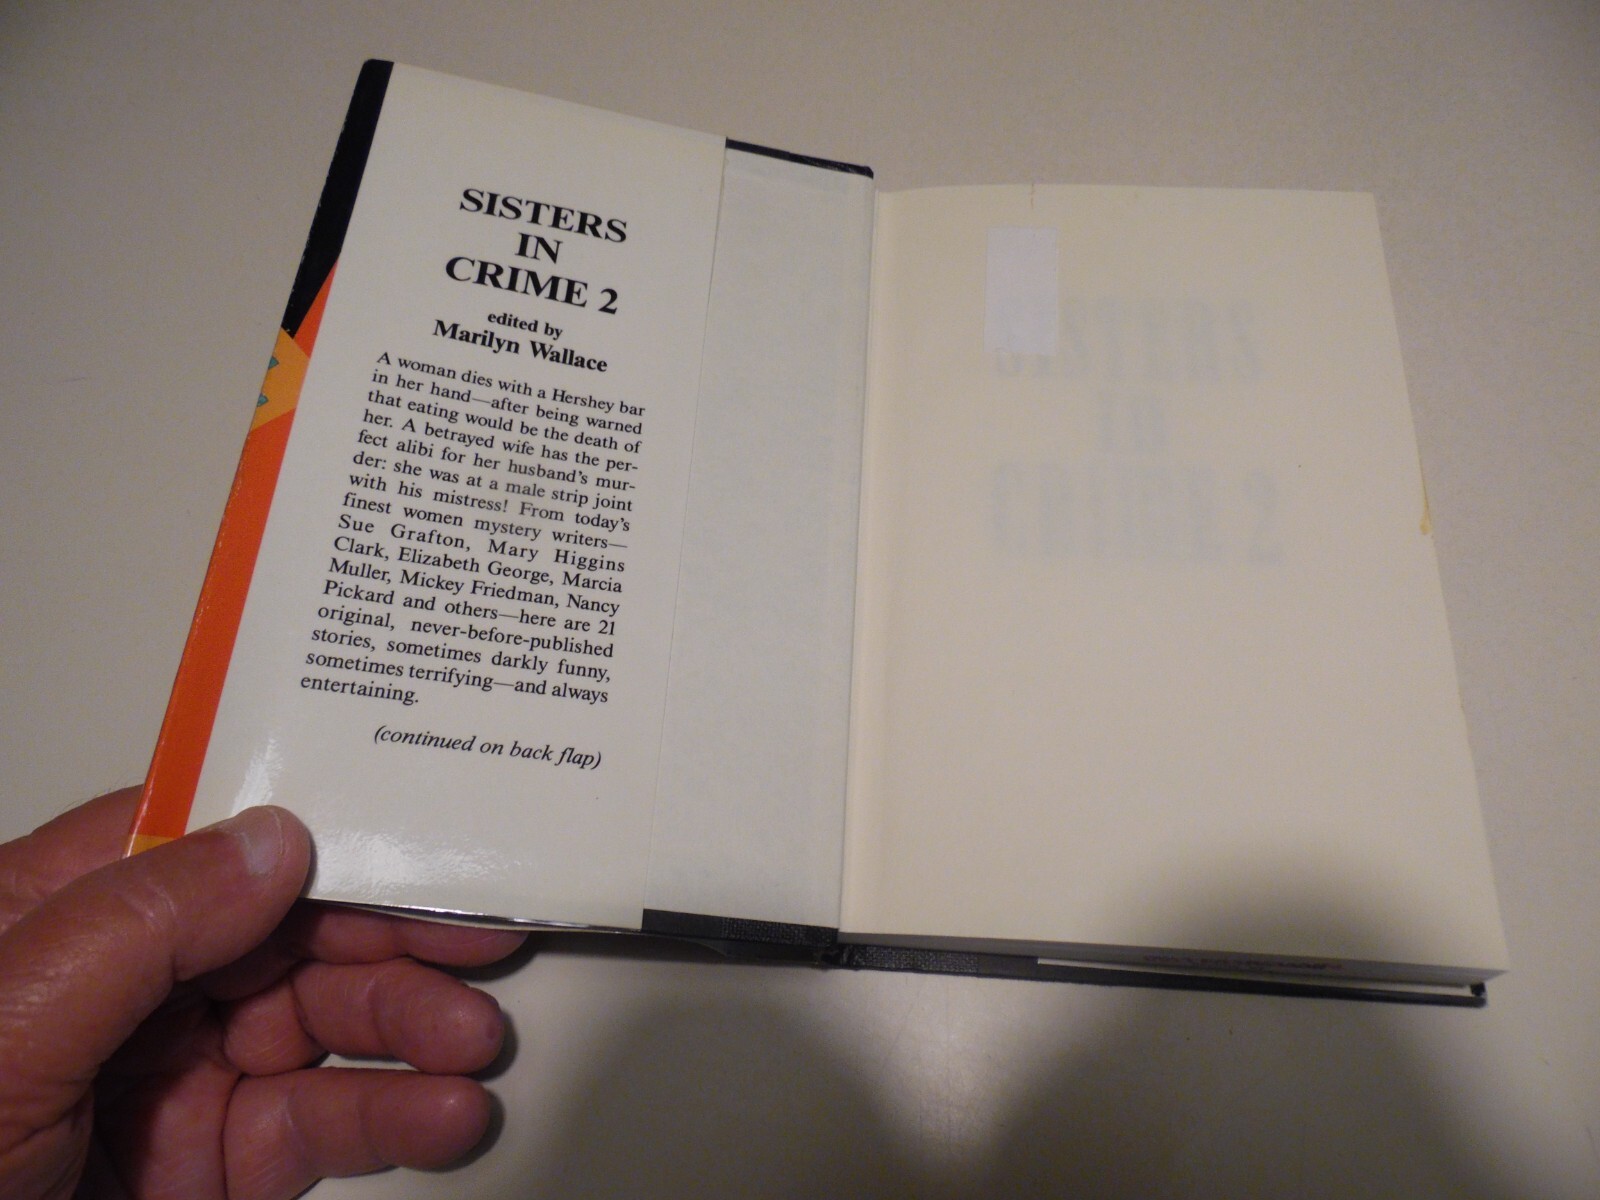 SISTERS
IN
CRIME 2
edited by
Marilyn Wallace
A woman dies with a Hershey bar
in her hand—after being warned
that eating would be the death of
her. A betrayed wife has the per-
fect alibi for her husband's mur-
der: she was at a male strip joint
with his mistress! From today's
finest women mystery writers—
Sue Grafton, Mary Higgins
Clark, Elizabeth George, Marcia
Muller, Mickey Friedman, Nancy
Pickard and others—here are 21
original, never-before-published
stories, sometimes darkly funny,
sometimes terrifying—and always
entertaining.
(continued on back flap)